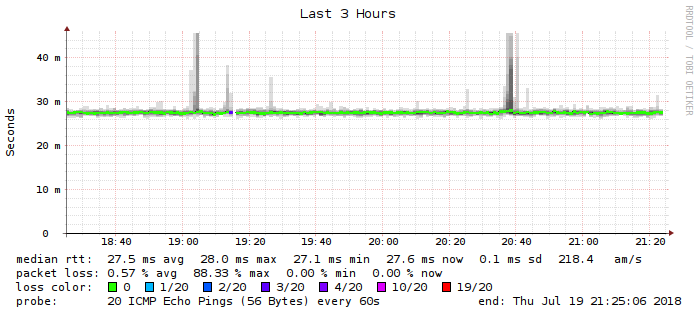 Last 3 Hours
RRDTOOL / TOBI OETIKER
Seconds
40 m
30 m
20 m
10 m
0
18:40 19:00 19:20 19:40 20:00 20:20 20:40 21:00 21:20
median rtt: 27.5 ms avg 28.0 ms max 27.1 ms min 27.6 ms now 0.1 ms sd 218.4 am/s
packet loss: 0.57 % avg 88.33 % max 0.00 % min 0.00 % now
loss color: 0 1/20 2/20 3/20 4/20 10/20 19/20
probe: 20 ICMP Echo Pings (56 Bytes) every 60s end: Thu Jul 19 21:25:06 2018